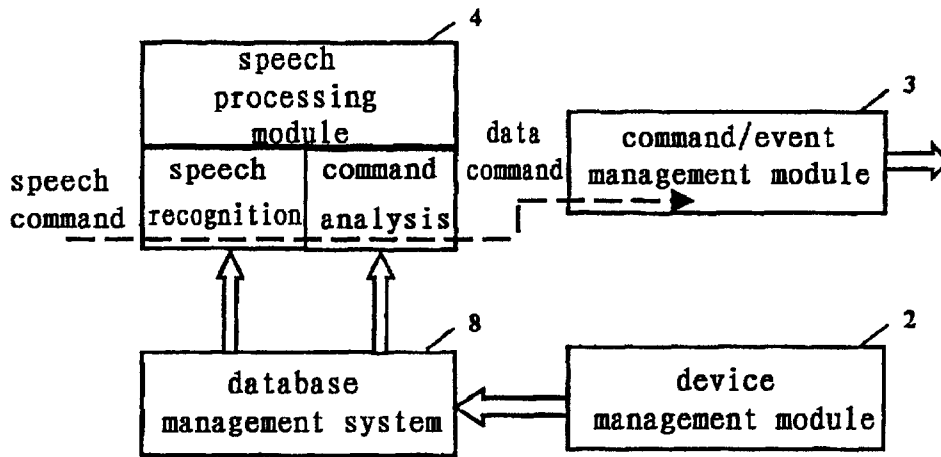 4
speech
processing
module
3
command/event
management module
data
command
speech
recognition
command
analysis
speech
command
8
database
management system
2
device
management module